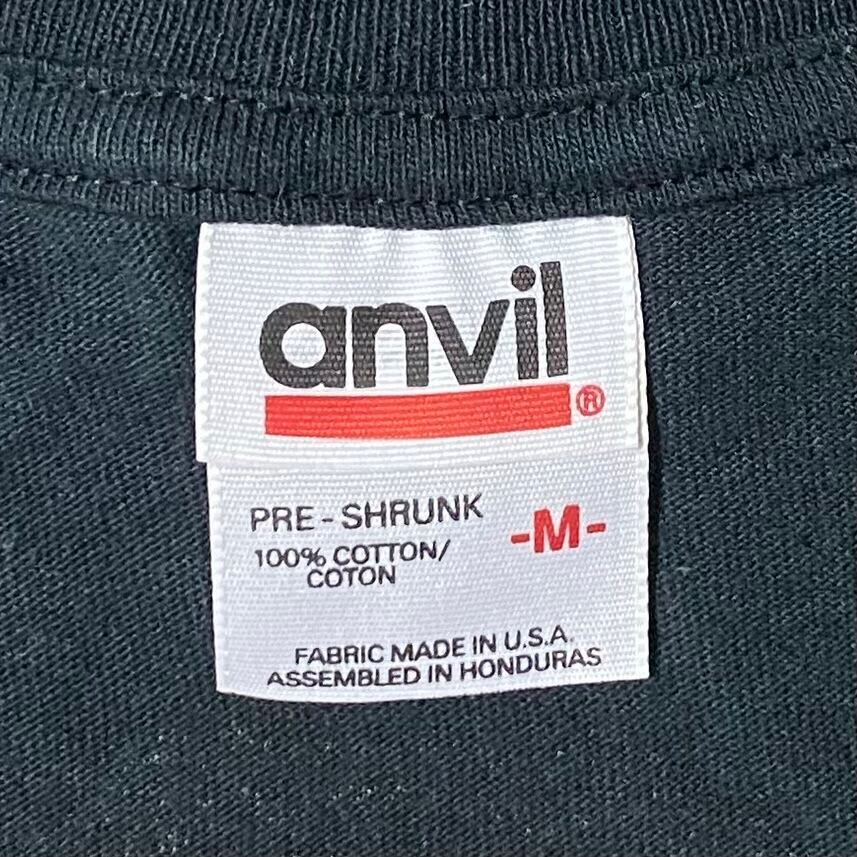 anvil®
PRE-SHRUNK
-M-
100% COTTON/
COTON
FABRIC MADE IN U.S.A.
ASSEMBLED IN HONDURAS